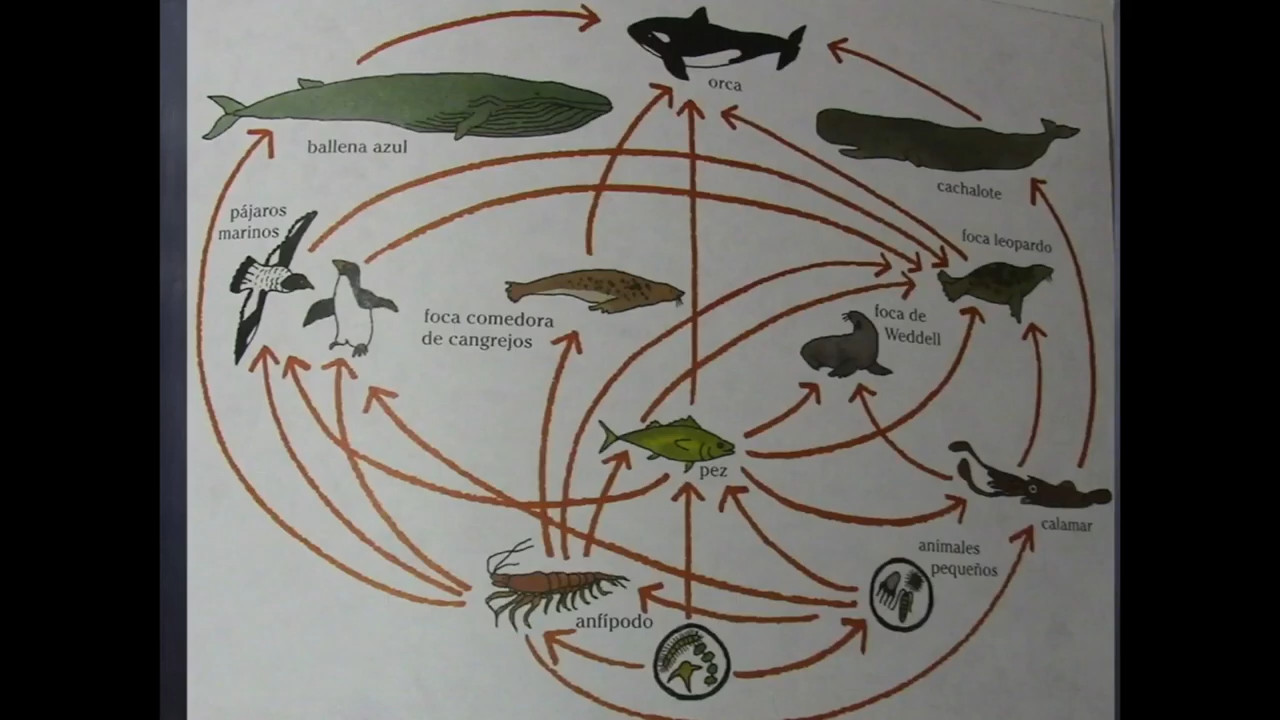 orca
ballena azul
cachalote
pájaros
marinos
foca leopardo
foca comedora
de cangrejos
foca de
Weddell
pez
calamar
animales
pequeños
anfípodo